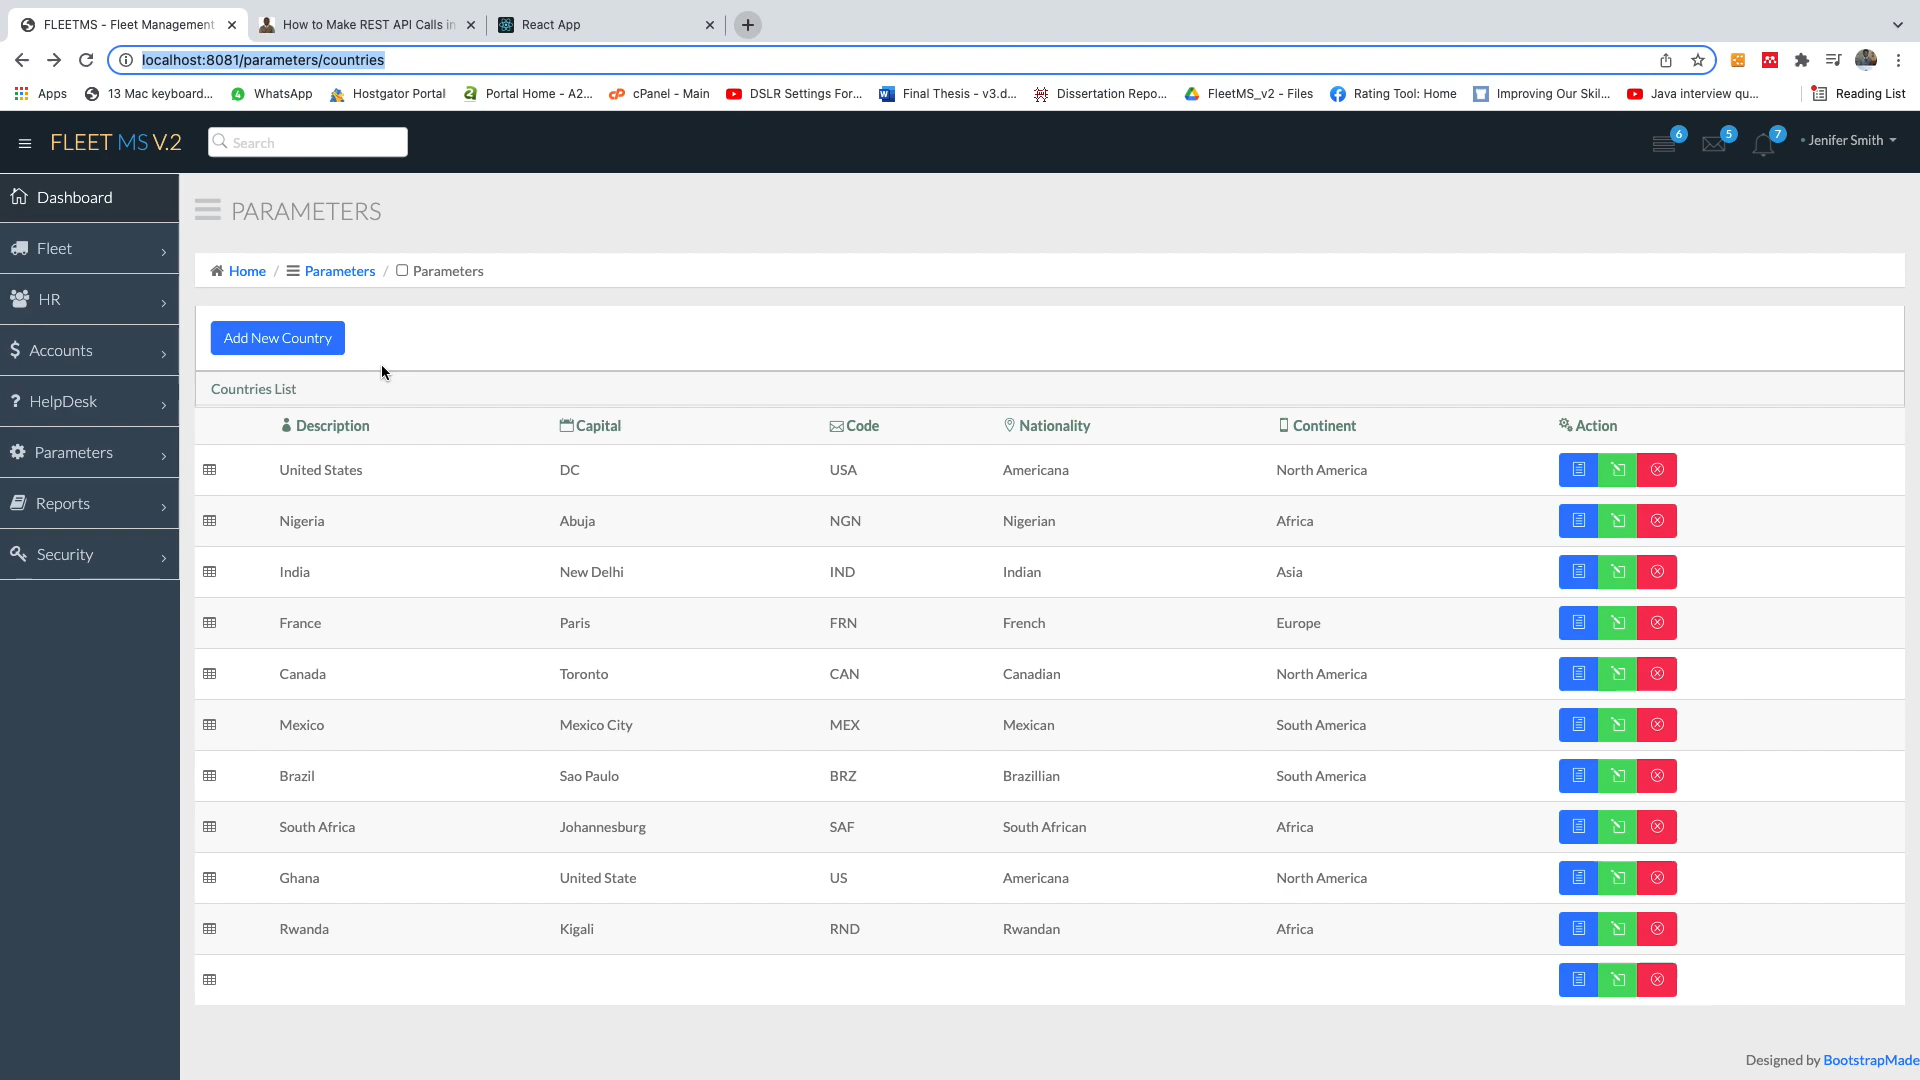 FLEETMS - Fleet Management
How to Make REST API Calls in
React App
localhost:8081/parameters/countries
Apps
13 Mac keyboard...
WhatsApp
Hostgator Portal
Portal Home - A2...
cPanel - Main
DSLR Settings For...
Final Thesis - v3.d...
Dissertation Repo...
FleetMS_v2 - Files
Rating Tool: Home
Improving Our Skil...
Java interview qu...
Reading List
FLEET MS V.2
Search
6
5
7
Jenifer Smith
Dashboard
Fleet
HR
Accounts
HelpDesk
Parameters
Reports
Security
PARAMETERS
Home / Parameters / Parameters
Add New Country
Countries List
Description Capital Code Nationality Continent Action
United States DC USA Americana North America
Nigeria Abuja NGN Nigerian Africa
India New Delhi IND Indian Asia
France Paris FRN French Europe
Canada Toronto CAN Canadian North America
Mexico Mexico City MEX Mexican South America
Brazil Sao Paulo BRZ Brazillian South America
South Africa Johannesburg SAF South African Africa
Ghana United State US Americana North America
Rwanda Kigali RND Rwandan Africa
Designed by BootstrapMade